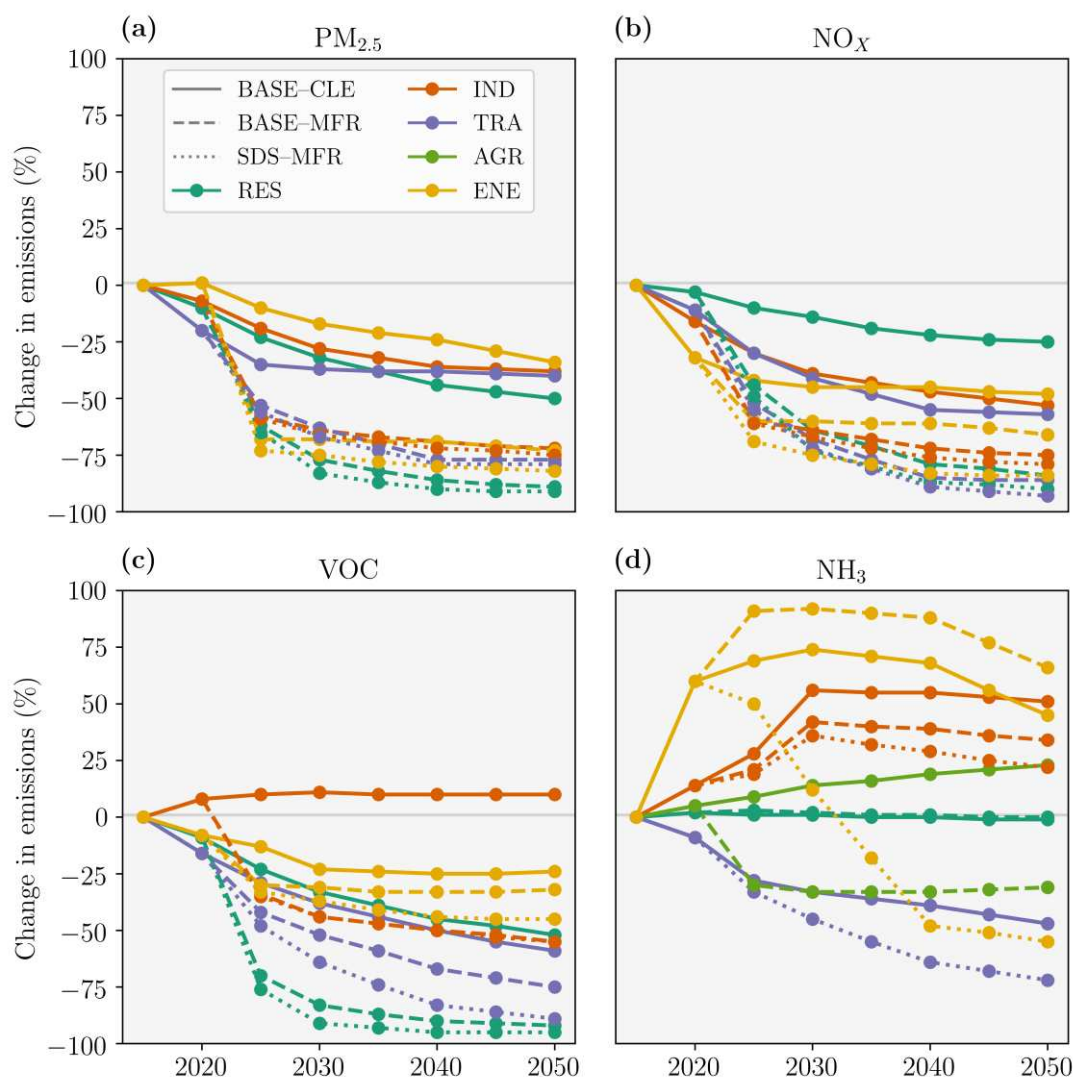 (a) PM2.5
(b) NOX
100
75
50
25
0
−25
−50
−75
−100
Change in emissions (%)
BASE–CLE
BASE–MFR
SDS–MFR
RES
IND
TRA
AGR
ENE
(c) VOC
(d) NH3
100
75
50
25
0
−25
−50
−75
−100
Change in emissions (%)
2020 2030 2040 2050
2020 2030 2040 2050